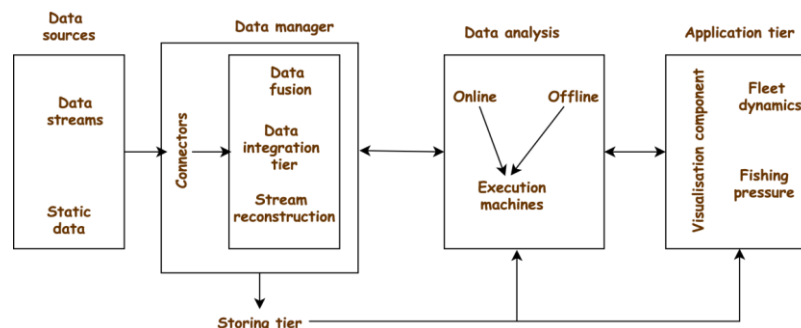 Data
sources
Data manager
Data analysis
Application tier
Data
streams
Static
data
Connectors
Data
fusion
Data
integration
tier
Stream
reconstruction
Online
Offline
Execution
machines
Visualisation component
Fleet
dynamics
Fishing
pressure
Storing tier